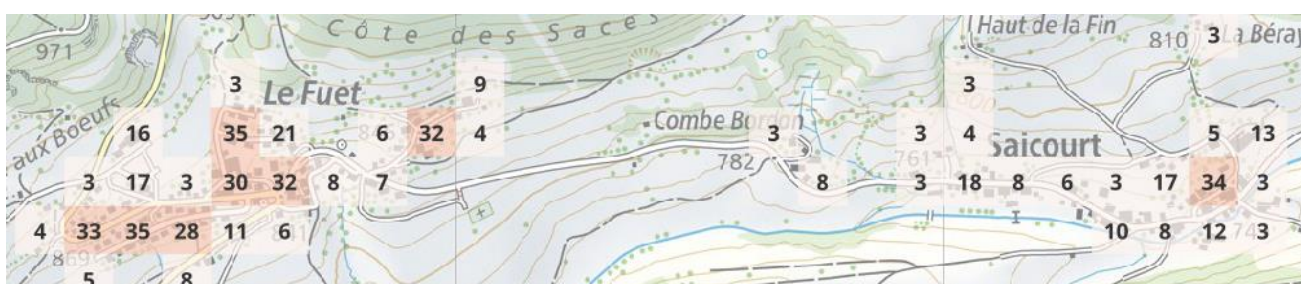 Côte des Saces
Haut de la Fin
810 3 La Béray
971
3 Le Fuet 9 3
aux Boeufs 16 35 21 6 32 4 Combe Bordon 3 3 4 Saicourt 5 13
782 761
3 17 3 30 32 8 7 8 3 18 8 6 3 17 34 3
4 33 35 28 11 6 10 8 12 3
869
5 8